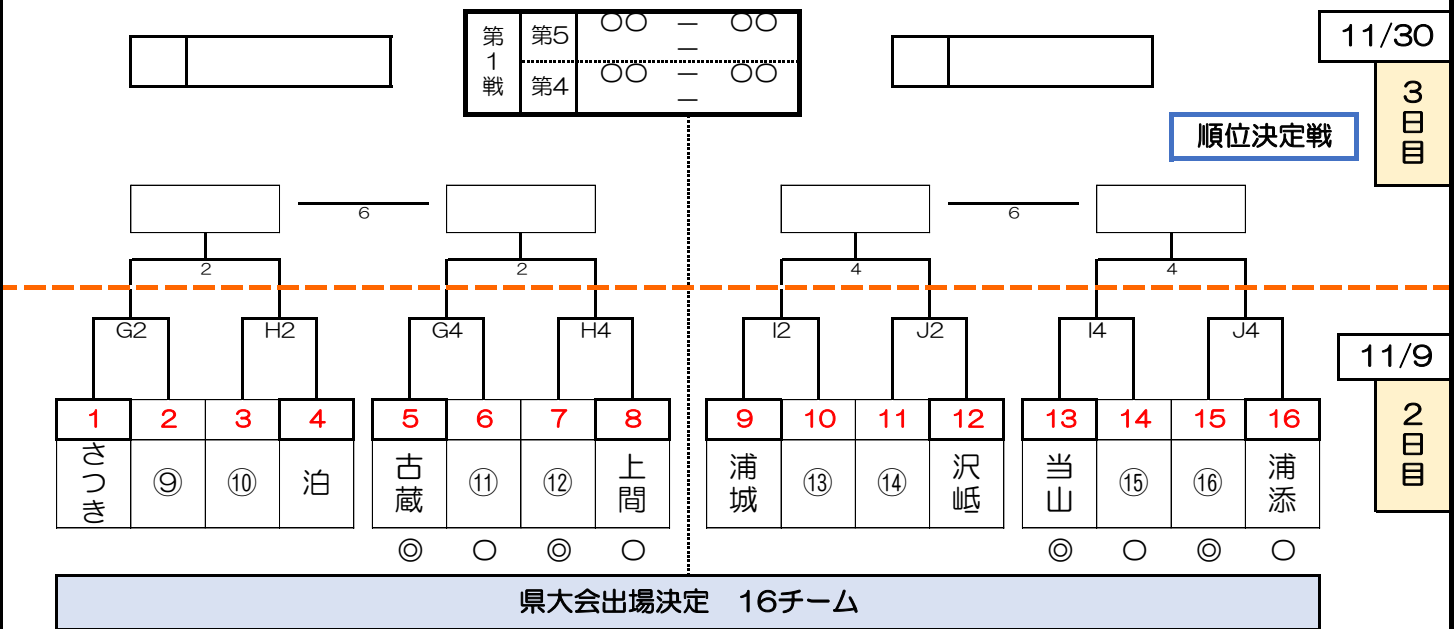 11/30
3日目
第1戦
第5 〇〇 ― 〇〇
―
第4 〇〇 ― 〇〇
―
順位決定戦
6 6
2 2 4 4
G2 H2 G4 H4 I2 J2 I4 J4
11/9
2日目
1 2 3 4 5 6 7 8 9 10 11 12 13 14 15 16
さつき ⑨ ⑩ 泊 古蔵 ⑪ ⑫ 上間 浦城 ⑬ ⑭ 沢岻 当山 ⑮ ⑯ 浦添
◎ 〇 ◎ 〇 ◎ 〇 ◎ 〇
県大会出場決定 16チーム